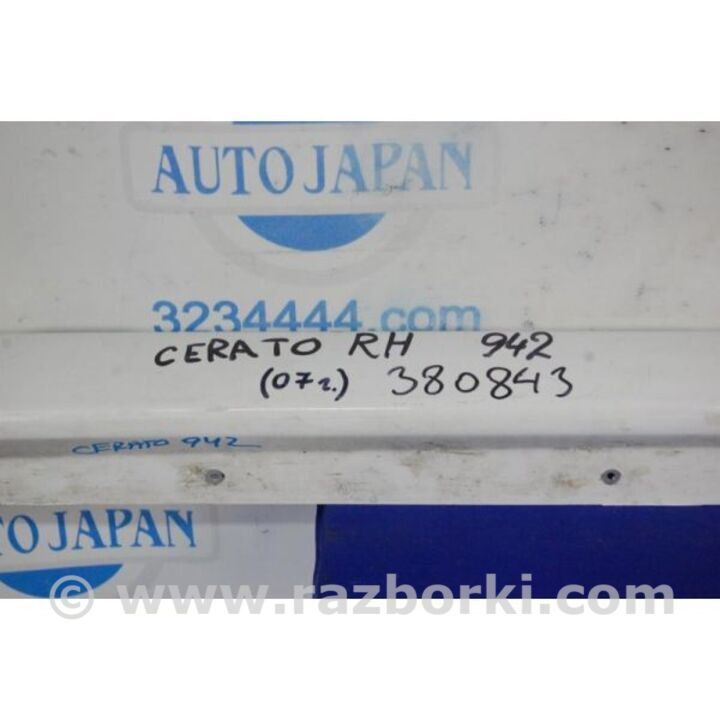 AUTO JAPAN
3234444.com
CERATO RH 942
(07г.) 380843
CERATO 942
TO JAPAN
© www.razborki.com